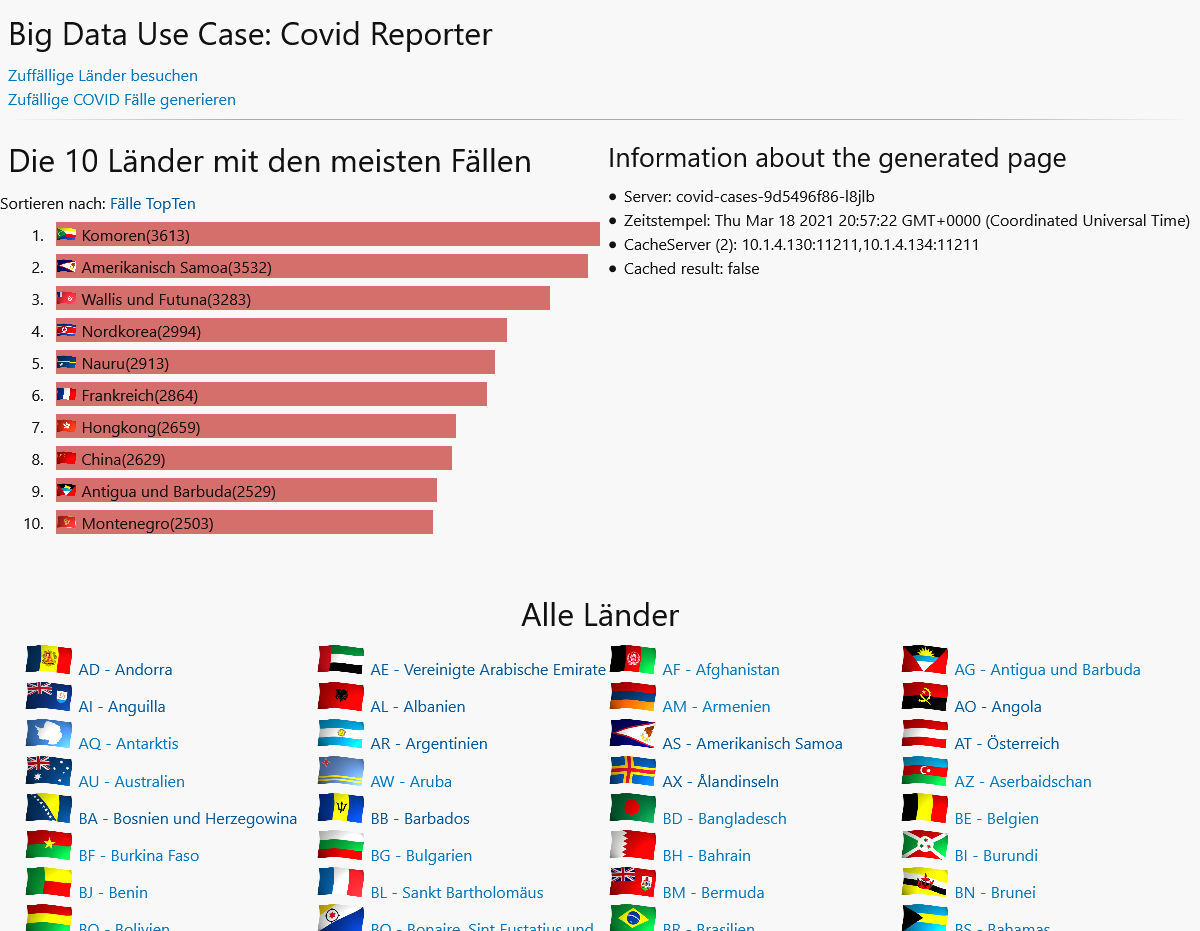 Big Data Use Case: Covid Reporter
Zuffällige Länder besuchen
Zufällige COVID Fälle generieren
Die 10 Länder mit den meisten Fällen
Sortieren nach: Fälle TopTen
1. Komoren(3613)
2. Amerikanisch Samoa(3532)
3. Wallis und Futuna(3283)
4. Nordkorea(2994)
5. Nauru(2913)
6. Frankreich(2864)
7. Hongkong(2659)
8. China(2629)
9. Antigua und Barbuda(2529)
10. Montenegro(2503)
Information about the generated page
● Server: covid-cases-9d5496f86-l8jlb
● Zeitstempel: Thu Mar 18 2021 20:57:22 GMT+0000 (Coordinated Universal Time)
● CacheServer (2): 10.1.4.130:11211,10.1.4.134:11211
● Cached result: false
Alle Länder
AD - Andorra AE - Vereinigte Arabische Emirate AF - Afghanistan AG - Antigua und Barbuda
AI - Anguilla AL - Albanien AM - Armenien AO - Angola
AQ - Antarktis AR - Argentinien AS - Amerikanisch Samoa AT - Österreich
AU - Australien AW - Aruba AX - Ålandinseln AZ - Aserbaidschan
BA - Bosnien und Herzegowina BB - Barbados BD - Bangladesch BE - Belgien
BF - Burkina Faso BG - Bulgarien BH - Bahrain BI - Burundi
BJ - Benin BL - Sankt Bartholomäus BM - Bermuda BN - Brunei
BO - Bolivien BQ - Bonaire, Sint Eustatius und BR - Brasilien BS - Bahamas